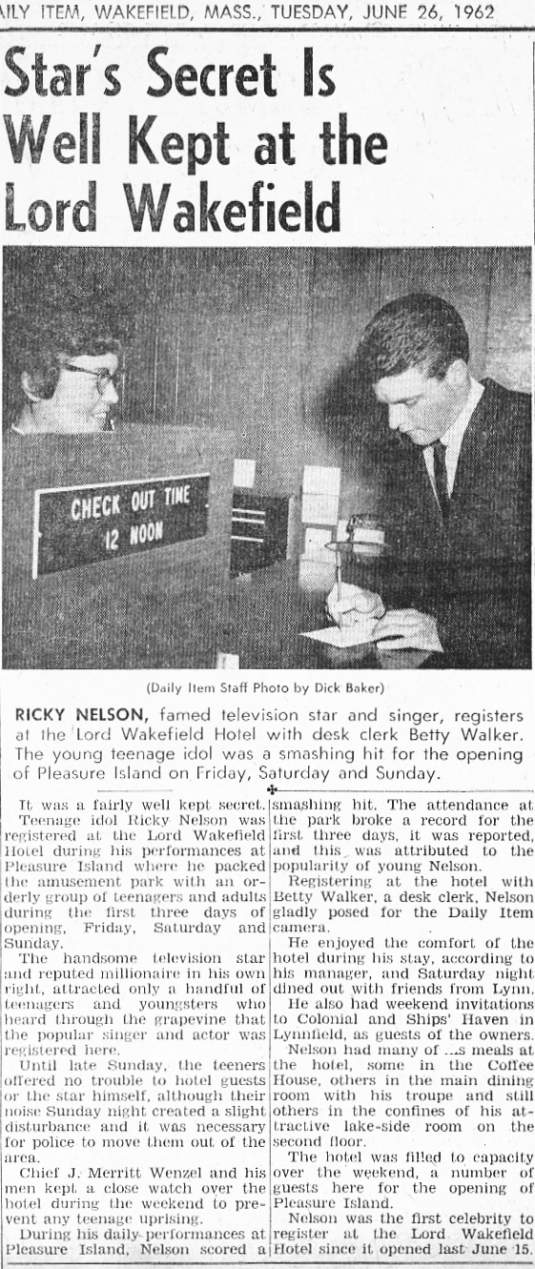 AILY ITEM, WAKEFIELD, MASS., TUESDAY, JUNE 26, 1962
Star's Secret Is
Well Kept at the
Lord Wakefield
CHECK OUT TIME
12 NOON
(Daily Item Staff Photo by Dick Baker)
RICKY NELSON, famed television star and singer, registers
at the Lord Wakefield Hotel with desk clerk Betty Walker.
The young teenage idol was a smashing hit for the opening
of Pleasure Island on Friday, Saturday and Sunday.
It was a fairly well kept secret.
Teenage idol Ricky Nelson was
registered at the Lord Wakefield
Hotel during his performances at
Pleasure Island where he packed
the amusement park with an or-
derly group of teenagers and adults
during the first three days of
opening, Friday, Saturday and
Sunday.
The handsome television star
and reputed millionaire in his own
right, attracted only a handful of
teenagers and youngsters who
heard through the grapevine that
the popular singer and actor was
registered here.
Until late Sunday, the teeners
offered no trouble to hotel guests
or the star himself, although their
noise Sunday night created a slight
disturbance and it was necessary
for police to move them out of the
area.
Chief J. Merritt Wenzel and his
men kept a close watch over the
hotel during the weekend to pre-
vent any teenage uprising.
During his daily performances at
Pleasure Island, Nelson scored a
smashing hit. The attendance at
the park broke a record for the
first three days, it was reported,
and this was attributed to the
popularity of young Nelson.
Registering at the hotel with
Betty Walker, a desk clerk, Nelson
gladly posed for the Daily Item
camera.
He enjoyed the comfort of the
hotel during his stay, according to
his manager, and Saturday night
dined out with friends from Lynn.
He also had weekend invitations
to Colonial and Ships' Haven in
Lynnfield, as guests of the owners.
Nelson had many of ...s meals at
the hotel, some in the Coffee
House, others in the main dining
room with his troupe and still
others in the confines of his at-
tractive lake-side room on the
second floor.
The hotel was filled to capacity
over the weekend, a number of
guests here for the opening of
Pleasure Island.
Nelson was the first celebrity to
register at the Lord Wakefield
Hotel since it opened last June 15.